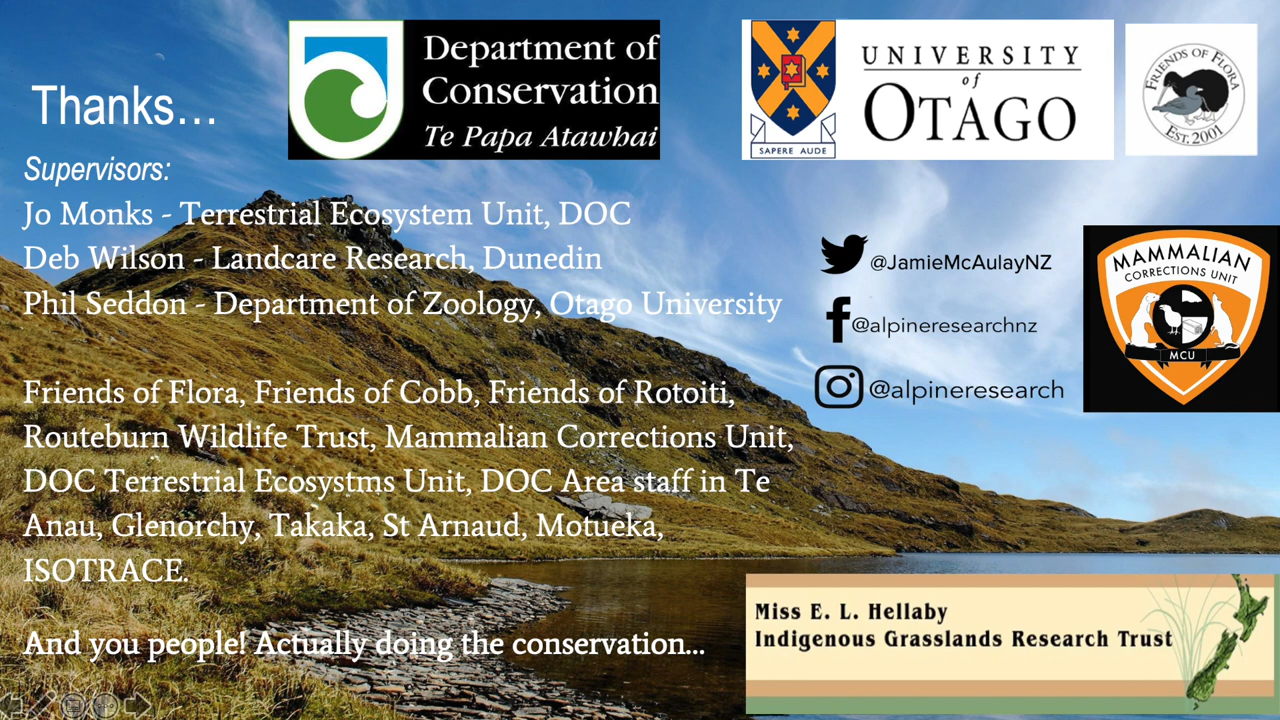 Thanks...
Department of
Conservation
Te Papa Atawhai
UNIVERSITY
of
OTAGO
SAPERE AUDE
FRIENDS OF FLORA
EST. 2001
Supervisors:
Jo Monks - Terrestrial Ecosystem Unit, DOC
Deb Wilson - Landcare Research, Dunedin
Phil Seddon - Department of Zoology, Otago University
@JamieMcAulayNZ
@alpineresearchnz
@alpineresearch
MAMMALIAN
CORRECTIONS UNIT
MCU
Friends of Flora, Friends of Cobb, Friends of Rotoiti,
Routeburn Wildlife Trust, Mammalian Corrections Unit,
DOC Terrestrial Ecosystms Unit, DOC Area staff in Te
Anau, Glenorchy, Takaka, St Arnaud, Motueka,
ISOTRACE.
And you people! Actually doing the conservation...
Miss E. L. Hellaby
Indigenous Grasslands Research Trust